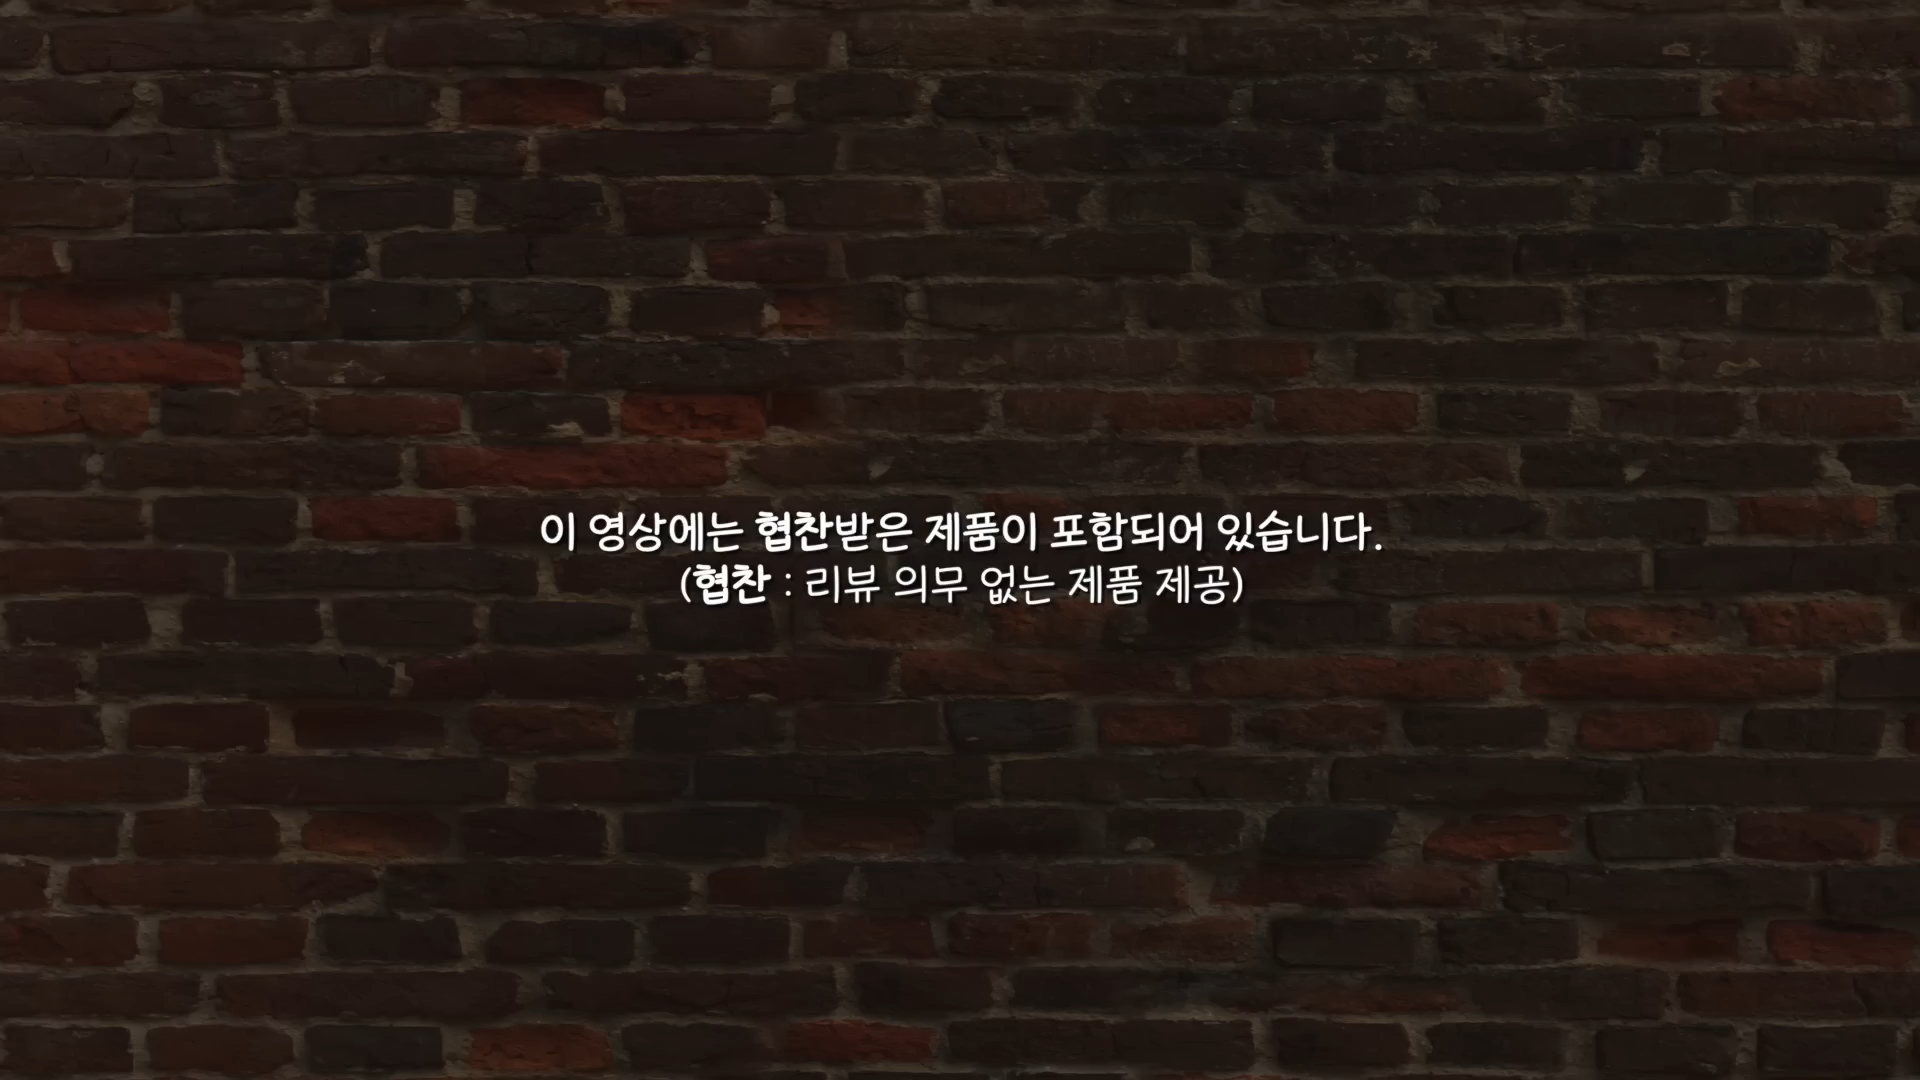 이 영상에는 협찬받은 제품이 포함되어 있습니다.
(협찬 : 리뷰 의무 없는 제품 제공)